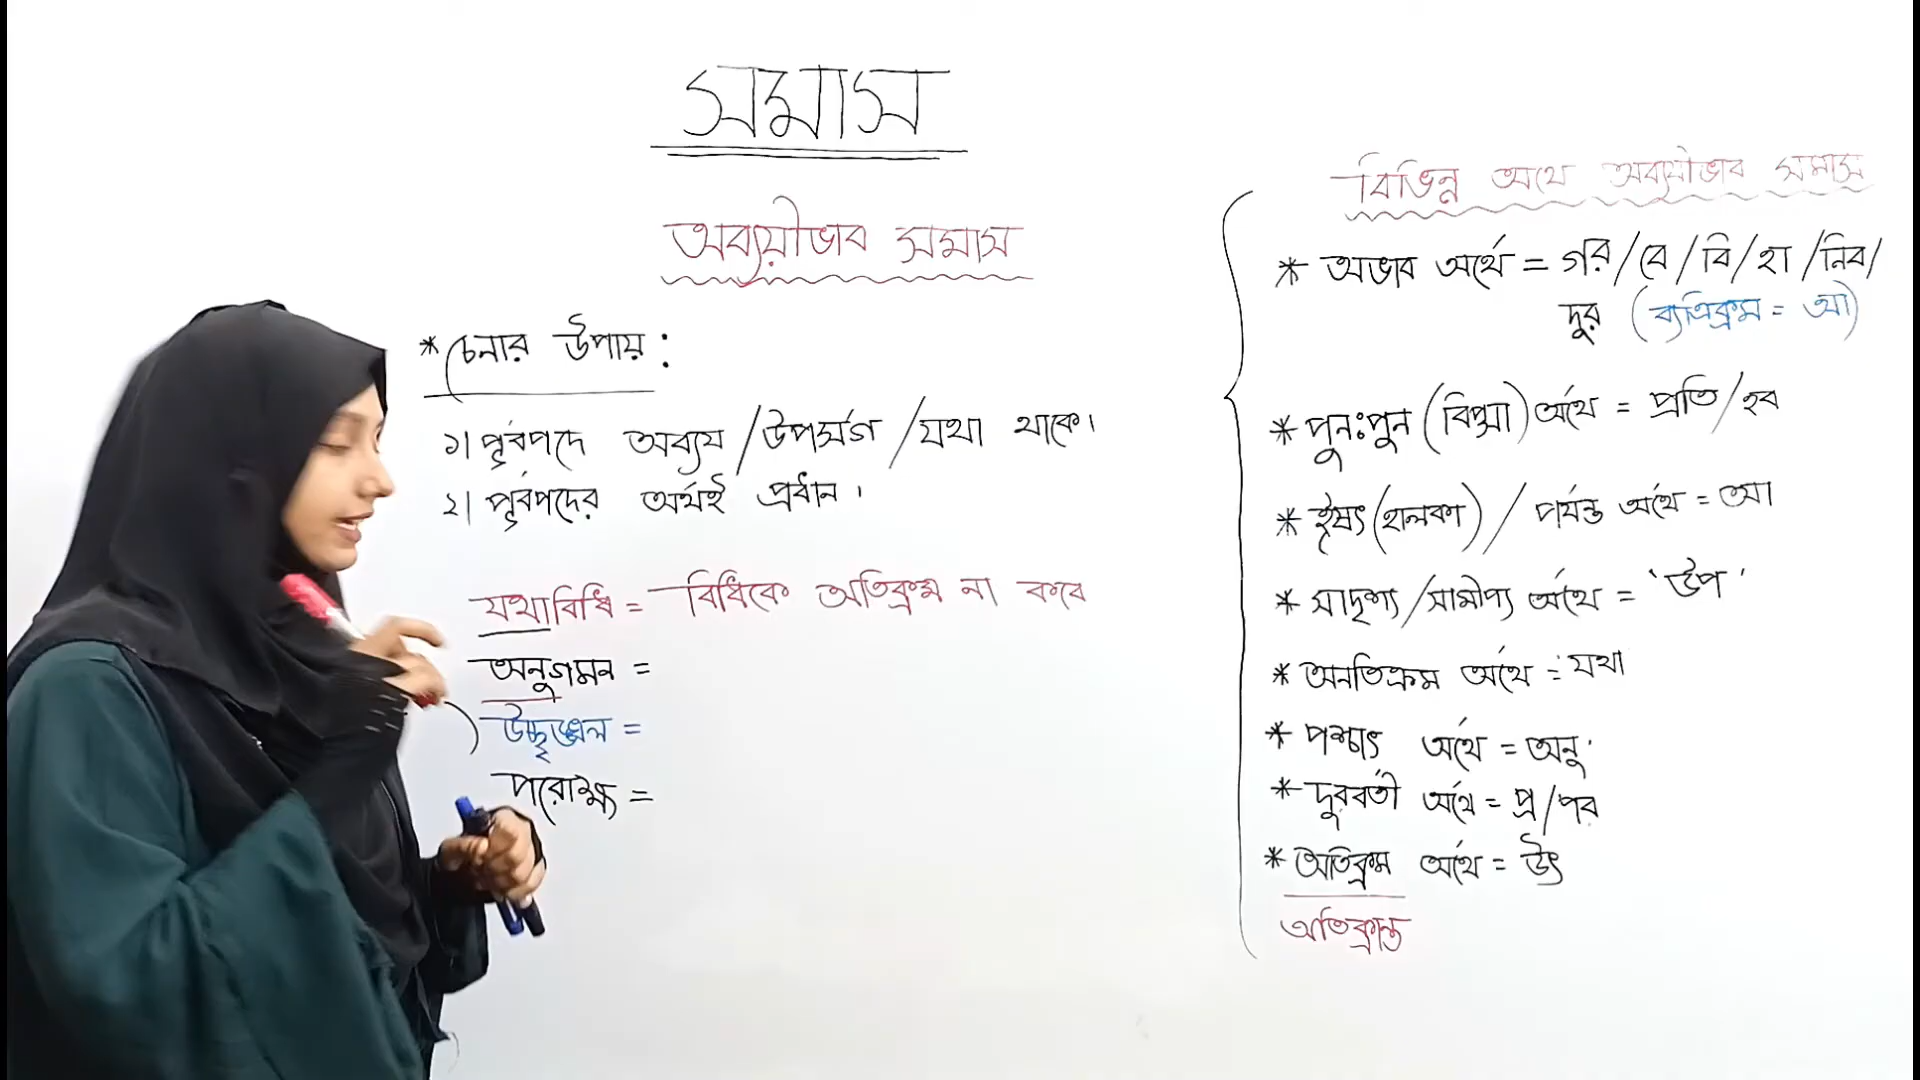 সমাস
অব্যয়ীভাব সমাস
*চেনার উপায় :
১। পূর্বপদে অব্যয় /উপসর্গ /যথা থাকে।
২। পূর্বপদের অর্থই প্রধান।
যথাবিধি = বিধিকে অতিক্রম না করে
অনুগমন =
উচ্ছৃঙ্খল =
পরোক্ষ =
বিভিন্ন অর্থে অব্যয়ীভাব সমাস
* অভাব অর্থে = গর/বে/বি/হা/নির/
দুর (ব্যতিক্রম = আ)
* পুনঃপুন (বিপ্সা) অর্থে = প্রতি/হর
* ঈষৎ(হালকা) / পর্যন্ত অর্থে = আ
* সাদৃশ্য/সামীপ্য অর্থে = 'উপ'
* অনতিক্রম অর্থে = যথা
* পশ্চাৎ অর্থে = অনু
* দুরবর্তী অর্থে = প্র/পর
* অতিক্রম অর্থে = উৎ
অতিক্রান্ত